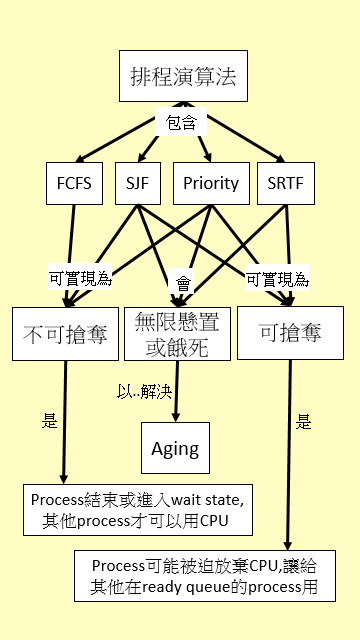 排程演算法
包含
FCFS
SJF
Priority
SRTF
可實現為
會
可實現為
不可搶奪
無限懸置
或餓死
可搶奪
以..解決
是
是
Aging
Process結束或進入wait state,
其他process才可以用CPU
Process可能被迫放棄CPU,讓給
其他在ready queue的process用